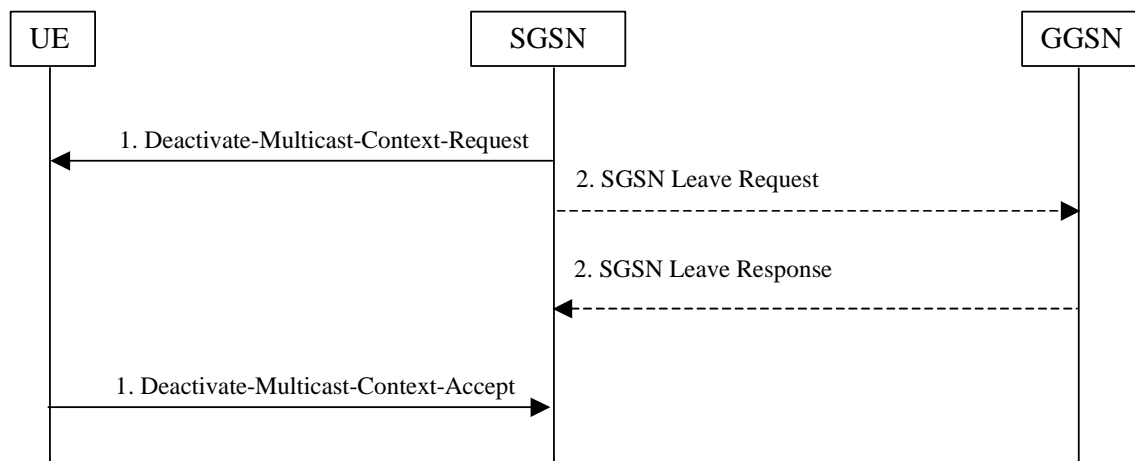 UE
SGSN
GGSN
1. Deactivate-Multicast-Context-Request
2. SGSN Leave Request
2. SGSN Leave Response
1. Deactivate-Multicast-Context-Accept